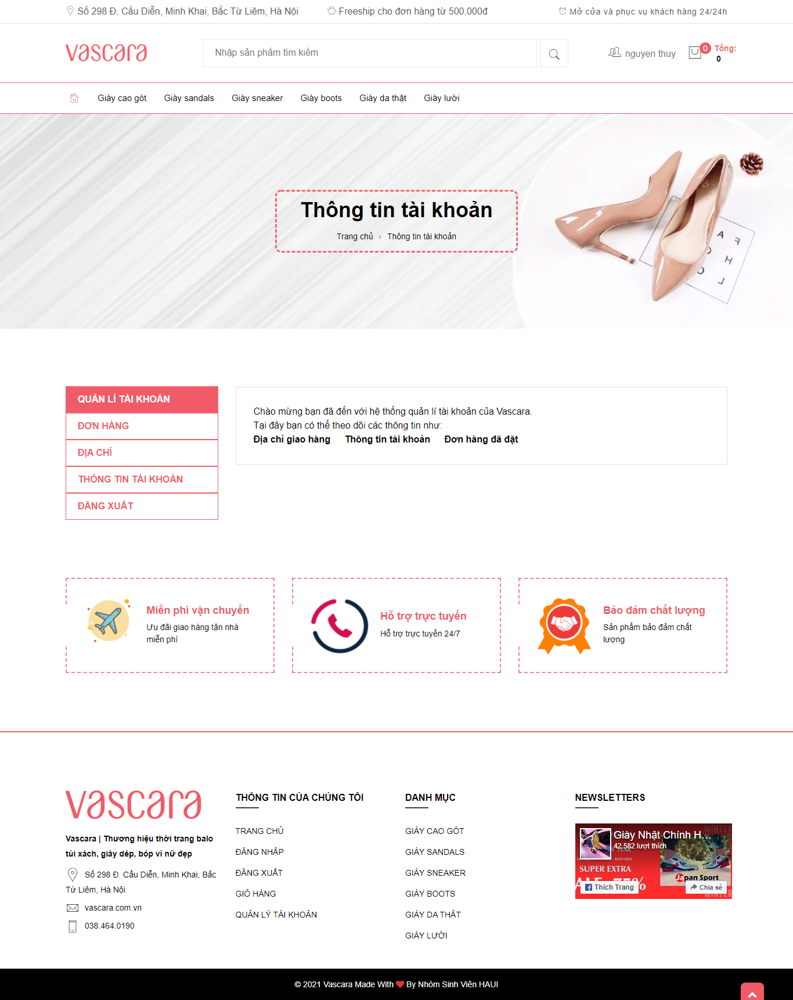 Số 298 Đ. Cầu Diễn, Minh Khai, Bắc Từ Liêm, Hà Nội
Freeship cho đơn hàng từ 500.000đ
Mở cửa và phục vụ khách hàng 24/24h
vascara
Nhập sản phẩm tìm kiếm
nguyen thuy
0
Tổng:
0
Giày cao gót
Giày sandals
Giày sneaker
Giày boots
Giày da thật
Giày lười
Thông tin tài khoản
Trang chủ > Thông tin tài khoản
QUẢN LÍ TÀI KHOẢN
ĐƠN HÀNG
ĐỊA CHỈ
THÔNG TIN TÀI KHOẢN
ĐĂNG XUẤT
Chào mừng bạn đã đến với hệ thống quản lí tài khoản của Vascara.
Tại đây bạn có thể theo dõi các thông tin như:
Địa chỉ giao hàng Thông tin tài khoản Đơn hàng đã đặt
Miễn phí vận chuyển
Ưu đãi giao hàng tận nhà
miễn phí
Hỗ trợ trực tuyến
Hỗ trợ trực tuyến 24/7
Bảo đảm chất lượng
Sản phẩm bảo đảm chất
lượng
vascara
Vascara | Thương hiệu thời trang balo
túi xách, giày dép, bóp ví nữ đẹp
Số 298 Đ. Cầu Diễn, Minh Khai, Bắc
Từ Liêm, Hà Nội
vascara.com.vn
038.464.0190
THÔNG TIN CỦA CHÚNG TÔI
TRANG CHỦ
ĐĂNG NHẬP
ĐĂNG XUẤT
GIỎ HÀNG
QUẢN LÝ TÀI KHOẢN
DANH MỤC
GIÀY CAO GÓT
GIÀY SANDALS
GIÀY SNEAKER
GIÀY BOOTS
GIÀY DA THẬT
GIÀY LƯỜI
NEWSLETTERS
WINTER
Giày Nhật Chính H...
42.582 lượt thích
YEAR
- 02/01/2022
SUPER EXTRA
Japan Sport
Thích Trang
Chia sẻ
WINTER
© 2021 Vascara Made With ❤ By Nhóm Sinh Viên HAUI